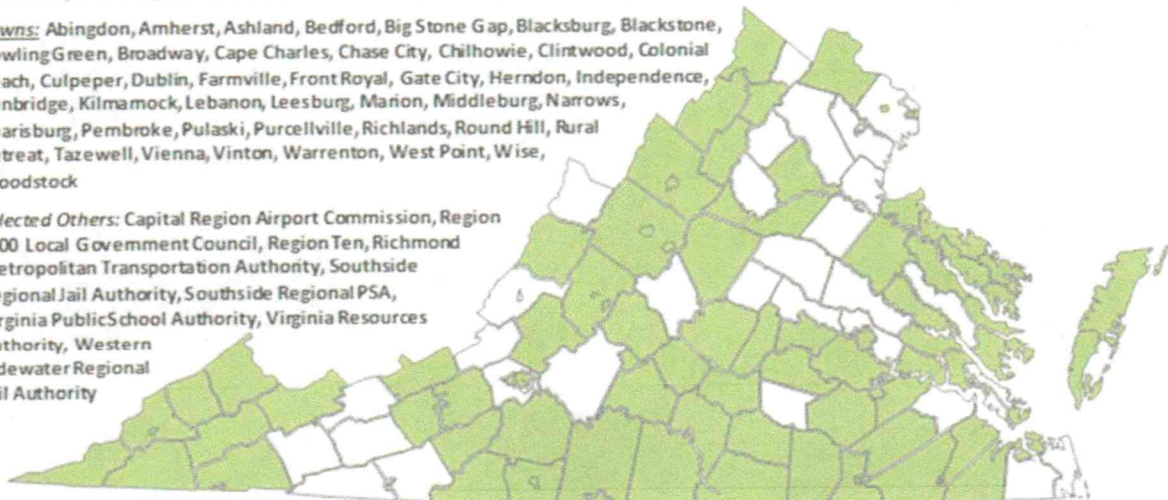 wns: Abingdon, Amherst, Ashland, Bedford, Big Stone Gap, Blacksburg, Blackstone,
wling Green, Broadway, Cape Charles, Chase City, Chilhowie, Clintwood, Colonial
ach, Culpeper, Dublin, Farmville, Front Royal, Gate City, Herndon, Independence,
nbridge, Kilmarnock, Lebanon, Leesburg, Marion, Middleburg, Narrows,
arisburg, Pembroke, Pulaski, Purcellville, Richlands, Round Hill, Rural
treat, Tazewell, Vienna, Vinton, Warrenton, West Point, Wise,
oodstock
lected Others: Capital Region Airport Commission, Region
00 Local Government Council, Region Ten, Richmond
etropolitan Transportation Authority, Southside
egional Jail Authority, Southside Regional PSA,
rginia Public School Authority, Virginia Resources
uthority, Western
dewater Regional
il Authority